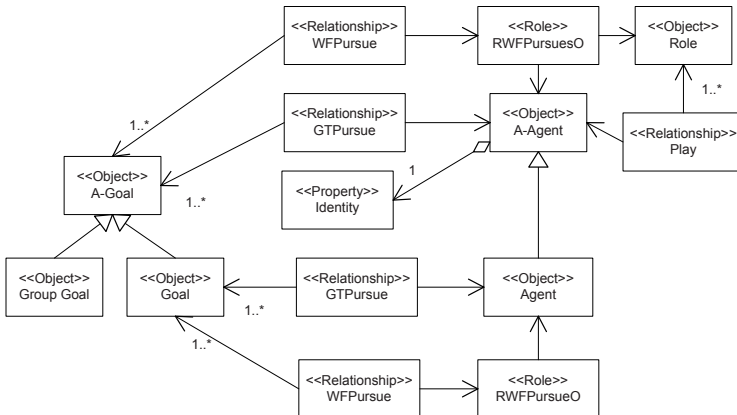 <<Relationship>>
WFPursue
<<Role>>
RWFPursuesO
<<Object>>
Role
1..*
1..*
<<Relationship>>
GTPursue
<<Object>>
A-Agent
<<Relationship>>
Play
<<Object>>
A-Goal
1..*
1
<<Property>>
Identity
<<Object>>
Group Goal
<<Object>>
Goal
<<Relationship>>
GTPursue
<<Object>>
Agent
1..*
1..*
<<Relationship>>
WFPursue
<<Role>>
RWFPursueO